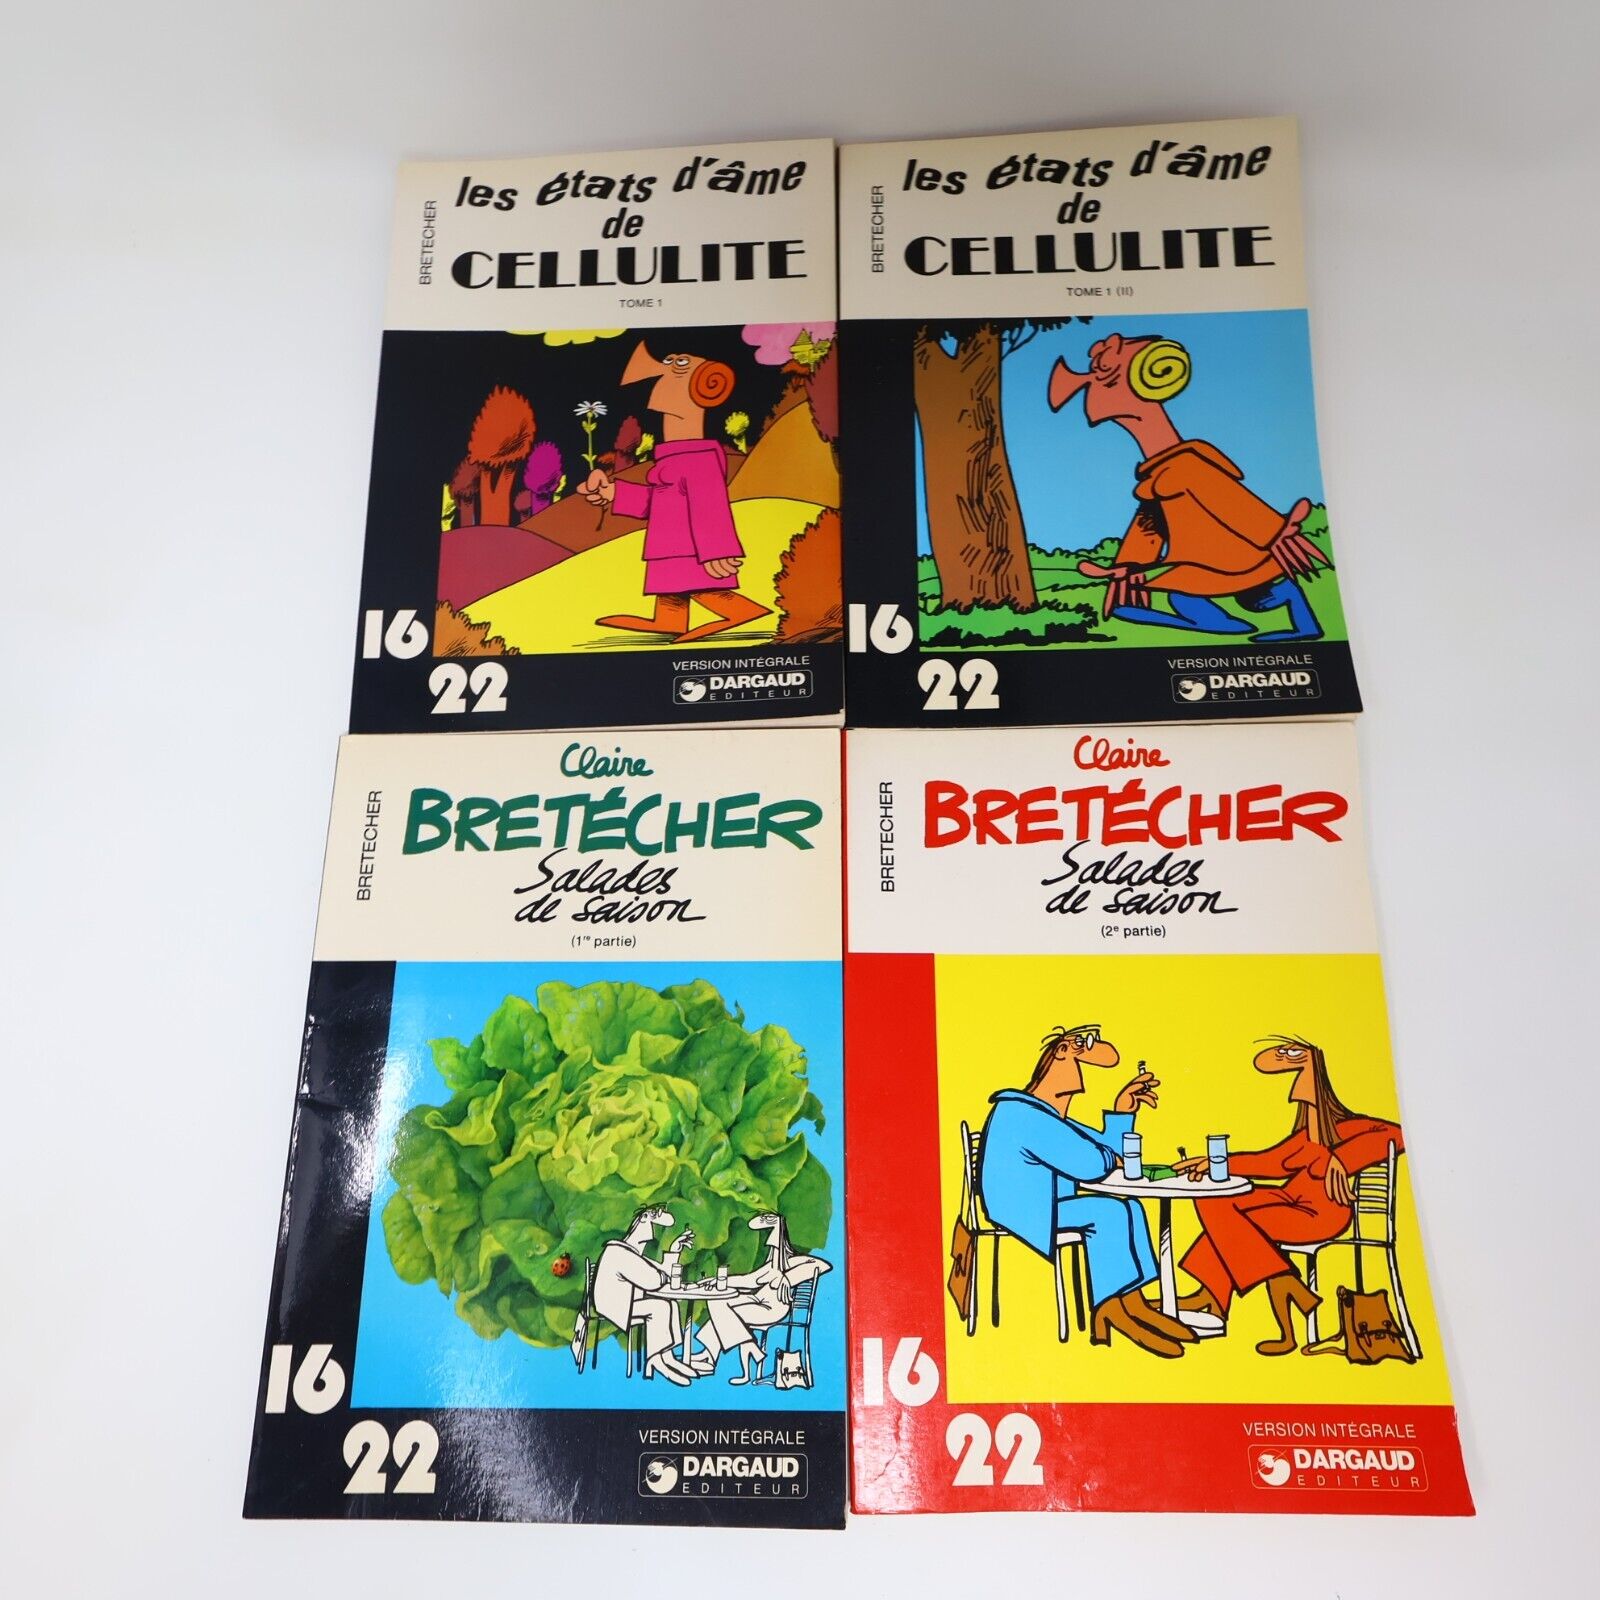 BRETECHER
les états d'âme
de
CELLULITE
TOME 1
16
22
VERSION INTÉGRALE
DARGAUD
EDITEUR
BRETECHER
les états d'âme
de
CELLULITE
TOME 1 (II)
16
22
VERSION INTÉGRALE
DARGAUD
EDITEUR
BRETECHER
Claire
BRETÉCHER
Salades
de saison
(1re partie)
16
22
VERSION INTÉGRALE
DARGAUD
EDITEUR
BRETECHER
Claire
BRETÉCHER
Salades
de saison
(2e partie)
16
22
VERSION INTÉGRALE
DARGAUD
EDITEUR